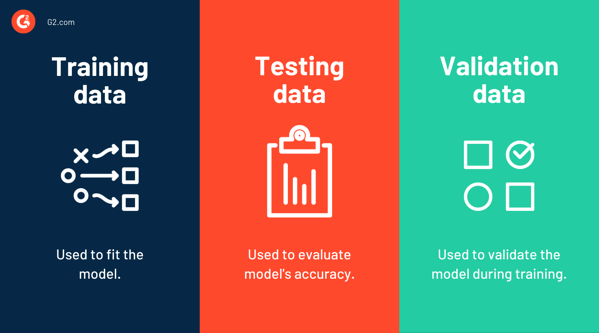 G2.com
Training
data
Used to fit the
model.
Testing
data
Used to evaluate
model's accuracy.
Validation
data
Used to validate the
model during training.